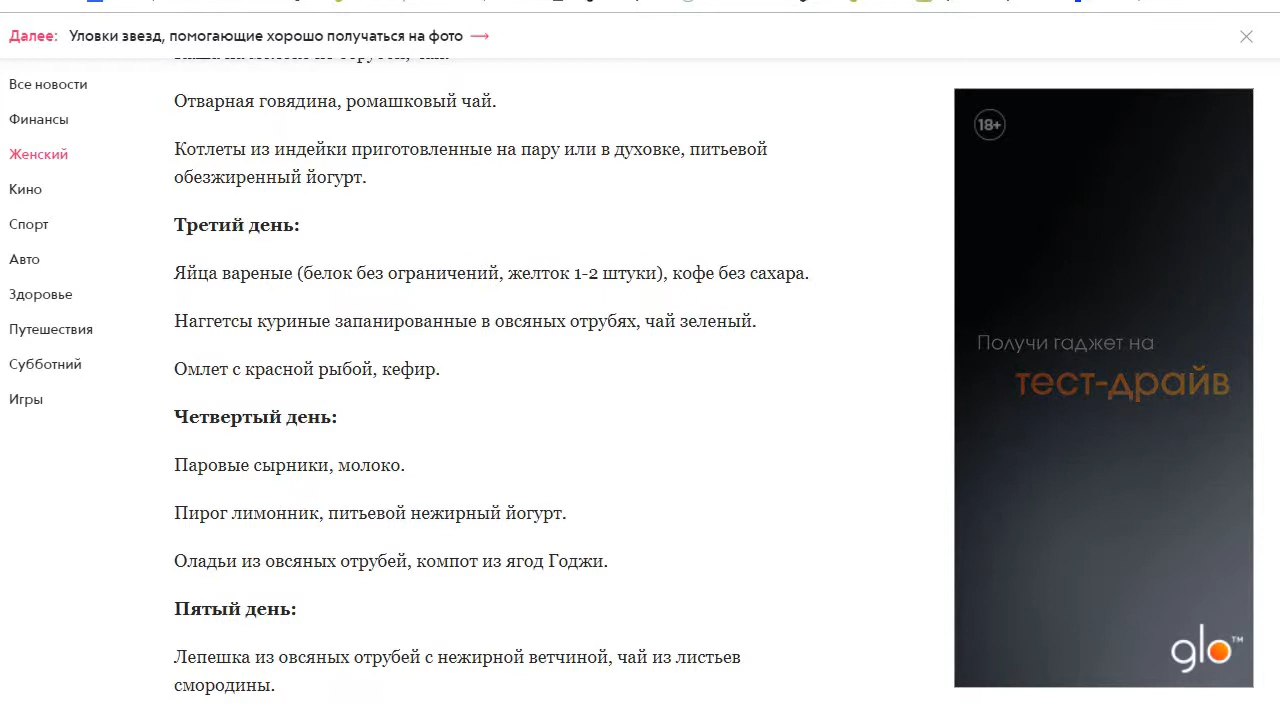 Далее: Уловки звезд, помогающие хорошо получаться на фото →
Все новости
Финансы
Женский
Кино
Спорт
Авто
Здоровье
Путешествия
Субботний
Игры
Отварная говядина, ромашковый чай.
Котлеты из индейки приготовленные на пару или в духовке, питьевой
обезжиренный йогурт.
Третий день:
Яйца вареные (белок без ограничений, желток 1-2 штуки), кофе без сахара.
Наггетсы куриные запанированные в овсяных отрубях, чай зеленый.
Омлет с красной рыбой, кефир.
Четвертый день:
Паровые сырники, молоко.
Пирог лимонник, питьевой нежирный йогурт.
Оладьи из овсяных отрубей, компот из ягод Годжи.
Пятый день:
Лепешка из овсяных отрубей с нежирной ветчиной, чай из листьев
смородины.
18+
Получи гаджет на
тест-драйв
glo™